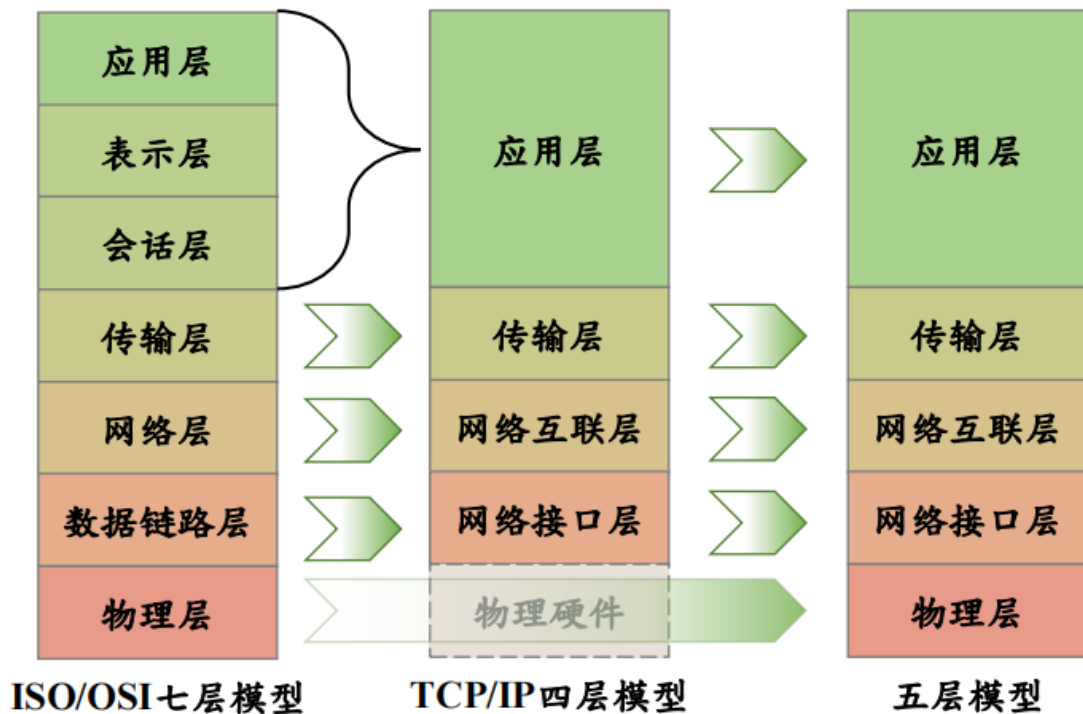 应用层
表示层
会话层
传输层
网络层
数据链路层
物理层
ISO/OSI七层模型
应用层
传输层
网络互联层
网络接口层
物理硬件
TCP/IP四层模型
应用层
传输层
网络互联层
网络接口层
物理层
五层模型